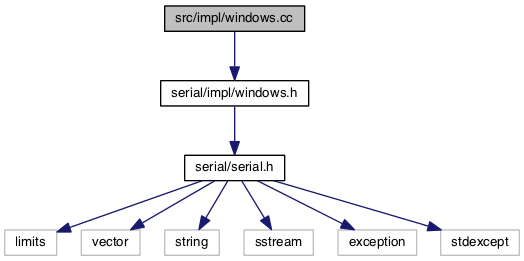 src/impl/windows.cc
serial/impl/windows.h
serial/serial.h
limits
vector
string
sstream
exception
stdexcept